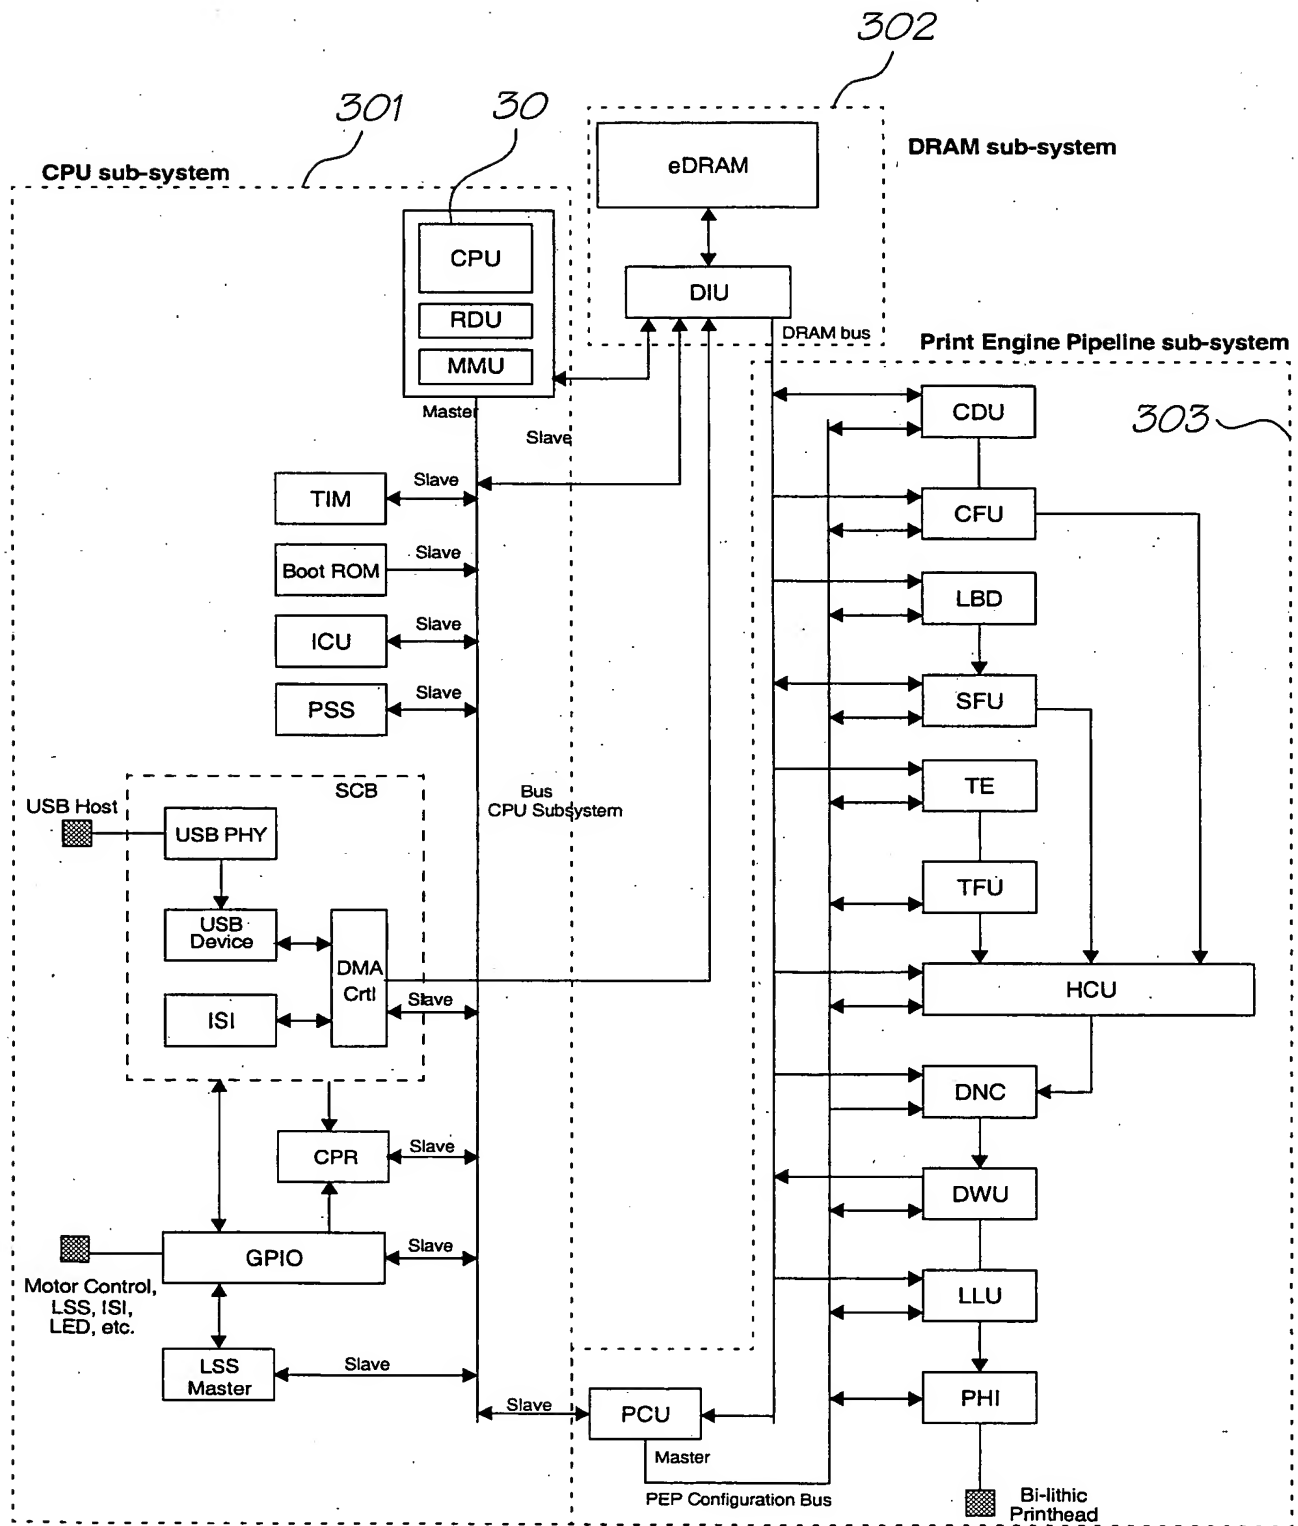 302
301
30
CPU sub-system
DRAM sub-system
eDRAM
CPU
DIU
RDU
DRAM bus
Print Engine Pipeline sub-system
MMU
Master
Slave
CDU
303
TIM
Slave
CFU
Boot ROM
Slave
LBD
ICU
Slave
PSS
Slave
SFU
SCB
Bus
CPU Subsystem
TE
USB Host
USB PHY
TFU
USB
Device
DMA
Crtl
Slave
HCU
ISI
DNC
CPR
Slave
DWU
GPIO
Slave
Motor Control,
LSS, ISI,
LED, etc.
LLU
LSS
Master
Slave
PHI
Slave
PCU
Master
PEP Configuration Bus
Bi-lithic
Printhead